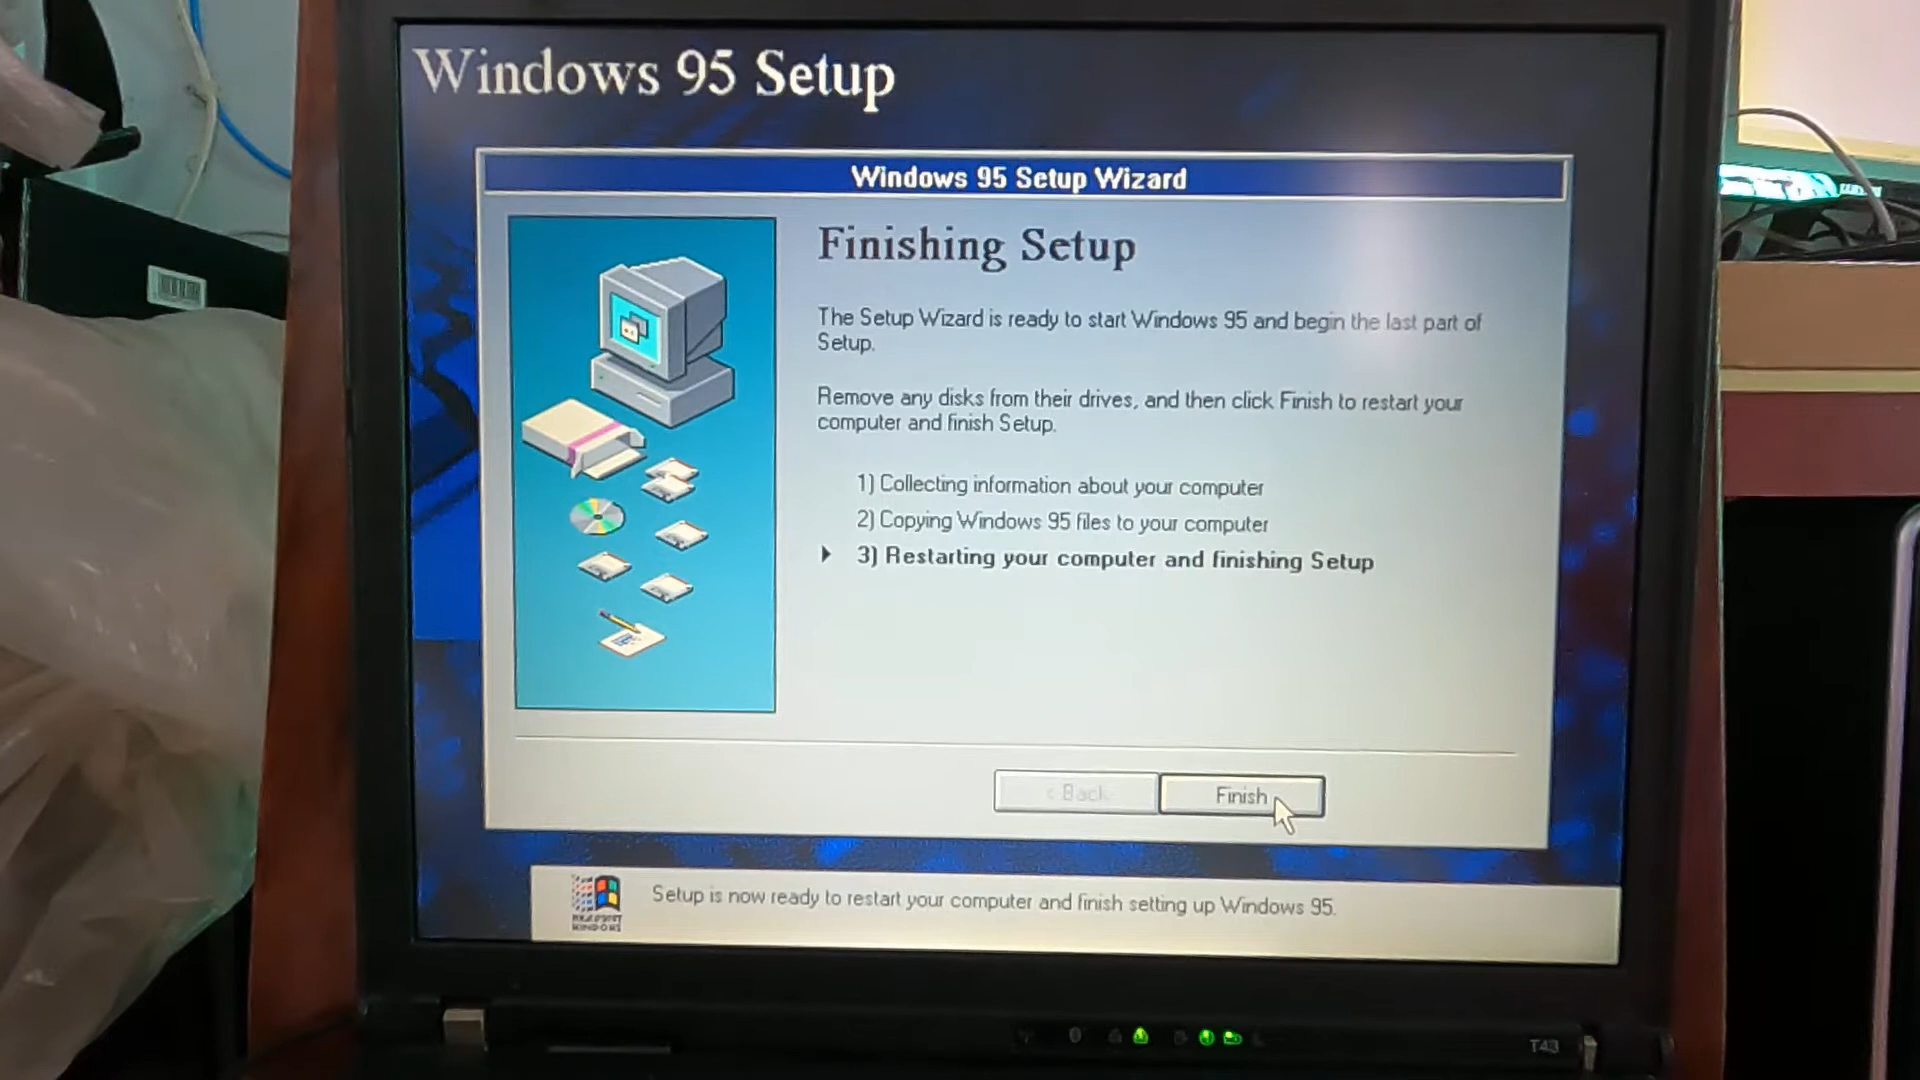 Windows 95 Setup
Windows 95 Setup Wizard
Finishing Setup
The Setup Wizard is ready to start Windows 95 and begin the last part of
Setup.
Remove any disks from their drives, and then click Finish to restart your
computer and finish Setup.
1) Collecting information about your computer
2) Copying Windows 95 files to your computer
3) Restarting your computer and finishing Setup
< Back
Finish
Setup is now ready to restart your computer and finish setting up Windows 95.
MICROSOFT
WINDOWS
T43